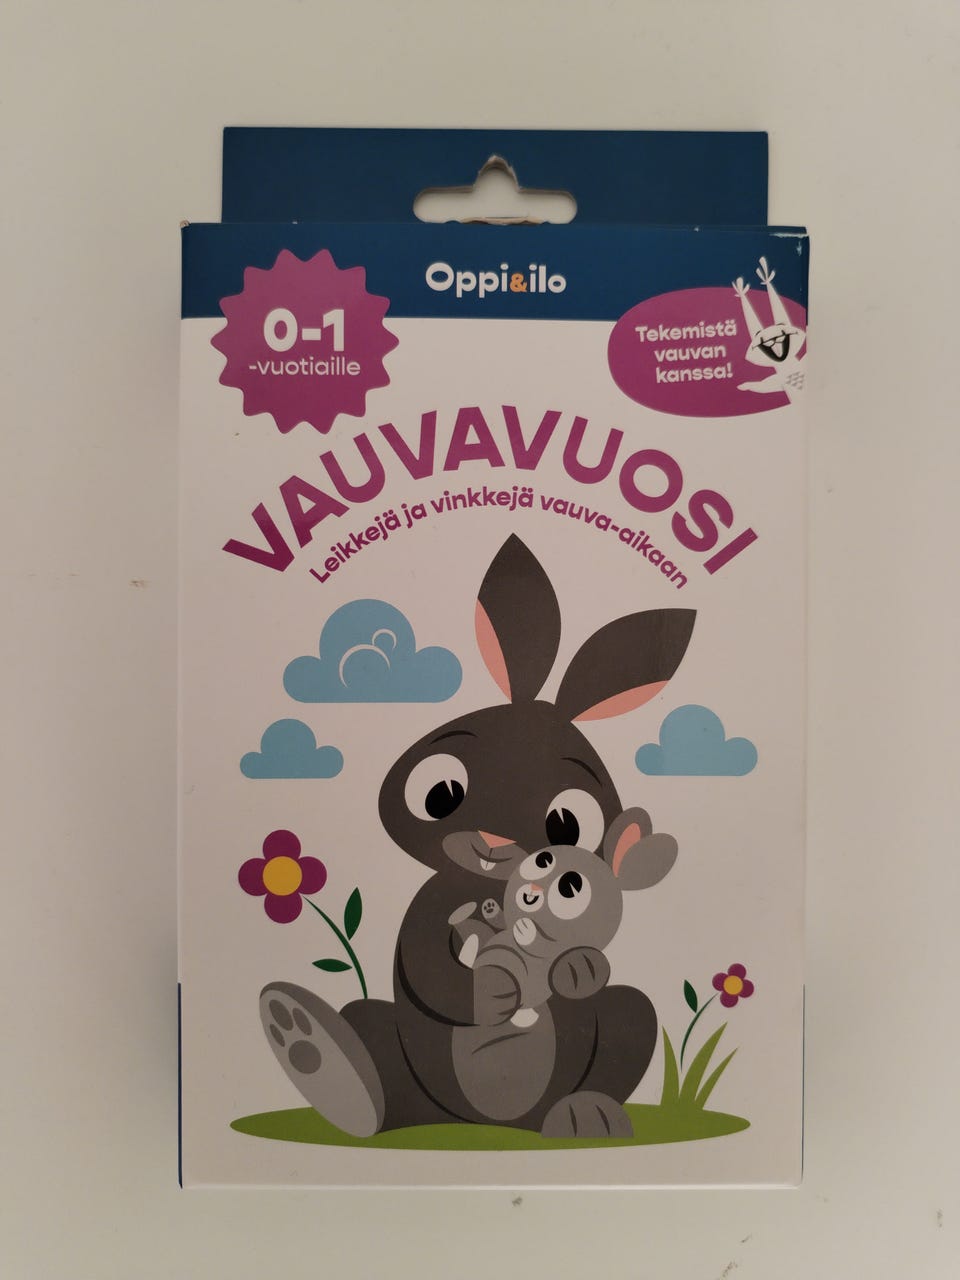 Oppi&ilo
0-1
-vuotiaille
Tekemistä
vauvan
kanssa!
VAUVAVUOSI
Leikkejä ja vinkkejä vauva-aikaan